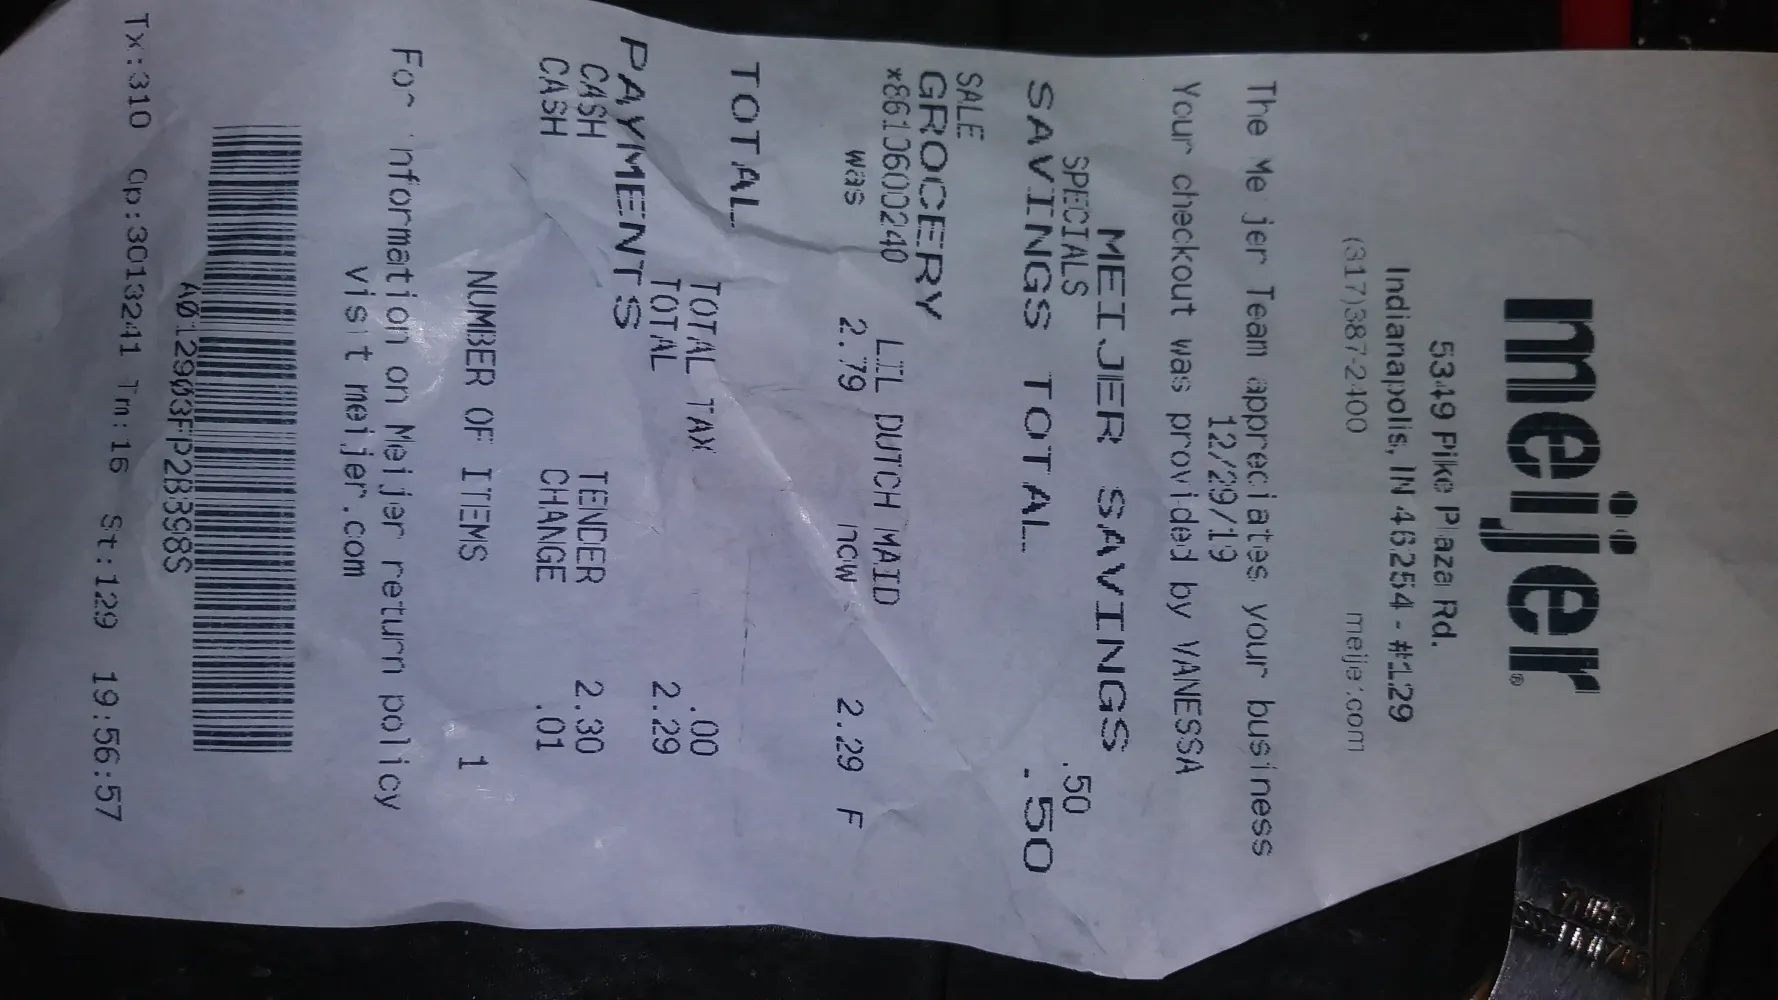 meijer
5349 Pike Plaza Rd.
Indianapolis, IN 46254 - #129
(317)387-2400 meijer.com
The Meijer Team appreciates your business
12/29/19
Your checkout was provided by VANESSA
MEIJER SAVINGS
SPECIALS .50
SAVINGS TOTAL .50
SALE
GROCERY
*8610600240 LIL DUTCH MAID
was 2.79 now 2.29 F
TOTAL
TOTAL TAX .00
TOTAL 2.29
PAYMENTS
CASH TENDER 2.30
CASH CHANGE .01
NUMBER OF ITEMS 1
For information on Meijer return policy
visit meijer.com
A012903FP2B398S
Tx:310 Op:3013241 Tm:16 St:129 19:56:57